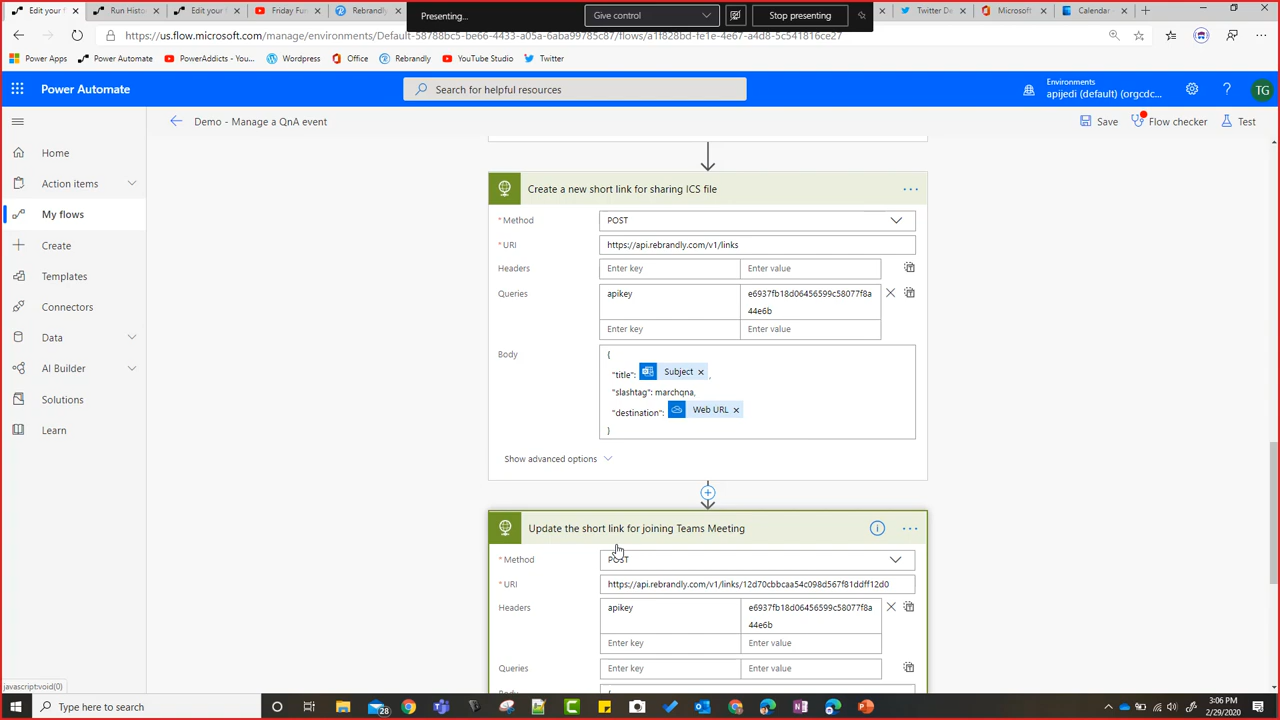 Edit your f
Run Histo
Edit your f
Friday Fun
Rebrandly
Presenting...
Give control
Stop presenting
Twitter De
Microsoft
Calendar -
https://us.flow.microsoft.com/manage/environments/Default-58788bc5-be66-4433-a05a-6aba99785c87/flows/a1f828bd-fe1e-4e67-a4d8-5c541816ce27
Power Apps
Power Automate
PowerAddicts - You...
Wordpress
Office
Rebrandly
YouTube Studio
Twitter
Power Automate
Search for helpful resources
Environments
apijedi (default) (orgcdc...
?
TG
Demo - Manage a QnA event
Save
Flow checker
Test
Home
Action items
My flows
Create
Templates
Connectors
Data
AI Builder
Solutions
Learn
Create a new short link for sharing ICS file
* Method
POST
* URI
https://api.rebrandly.com/v1/links
Headers
Enter key
Enter value
Queries
apikey
e6937fb18d06456599c58077f8a
44e6b
Enter key
Enter value
Body
{
"title": Subject ,
"slashtag": marchqna,
"destination": Web URL
}
Show advanced options
Update the short link for joining Teams Meeting
* Method
POST
* URI
https://api.rebrandly.com/v1/links/12d70cbbcaa54c098d567f81ddff12d0
Headers
apikey
e6937fb18d06456599c58077f8a
44e6b
Enter key
Enter value
Queries
Enter key
Enter value
javascript:void(0)
Type here to search
28
3:06 PM
2/29/2020